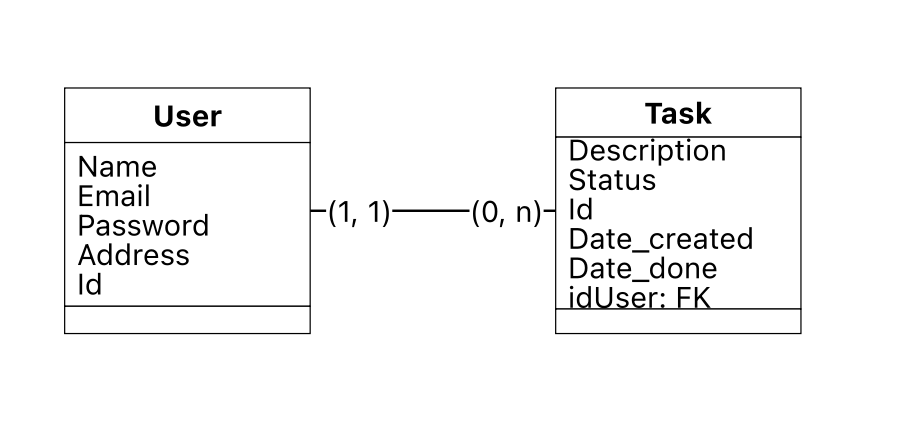 User
Name
Email
Password
Address
Id
(1, 1)
(0, n)
Task
Description
Status
Id
Date_created
Date_done
idUser: FK